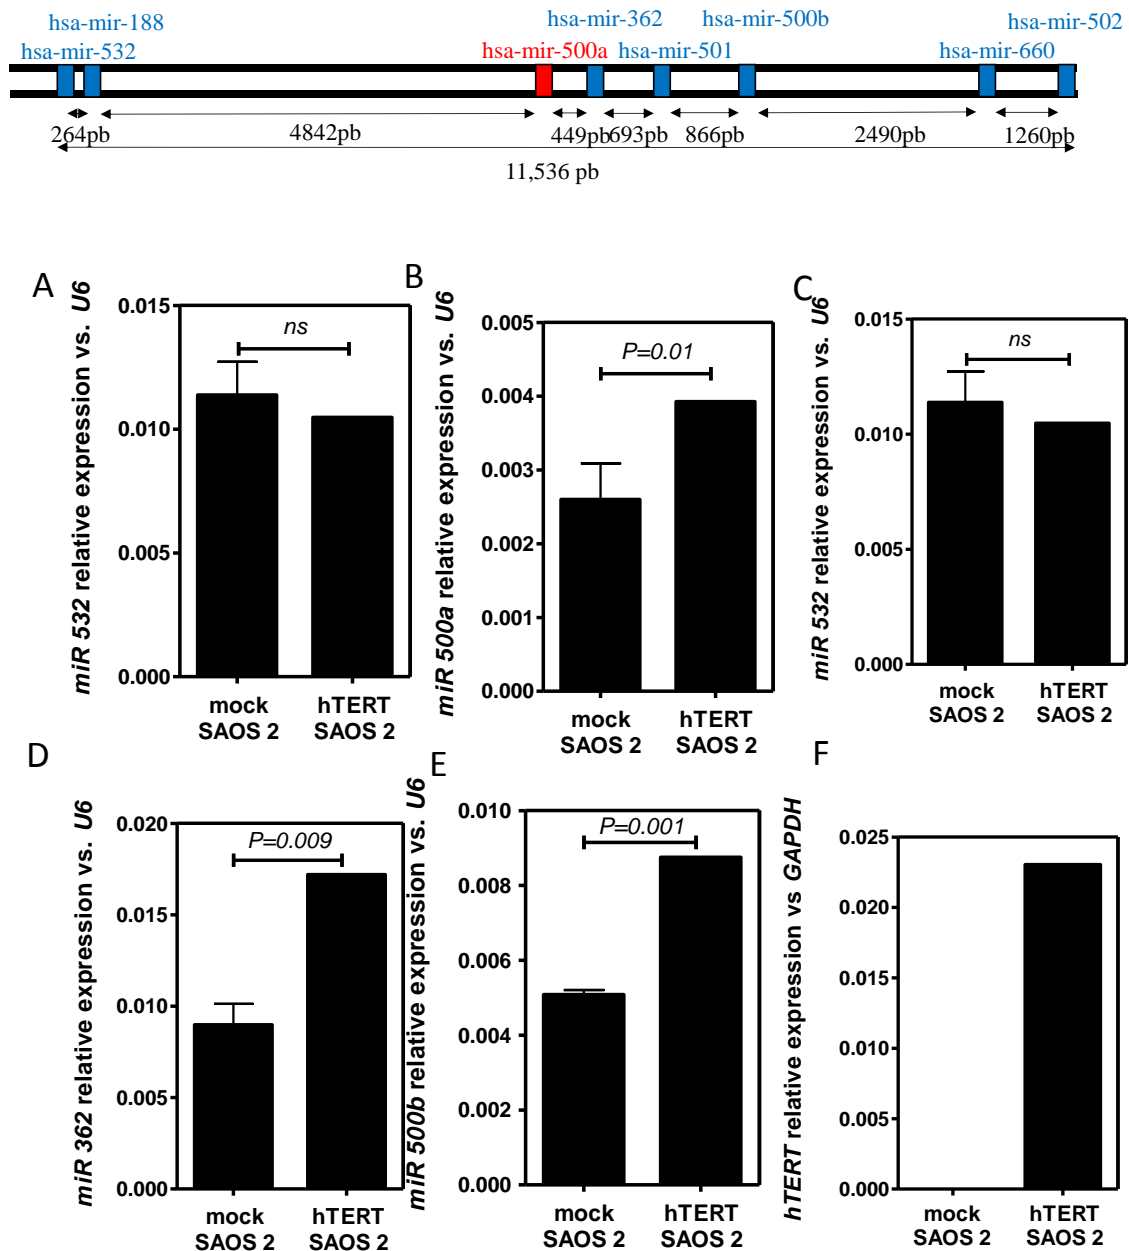 hsa-mir-188
hsa-mir-362
hsa-mir-500b
hsa-mir-502
hsa-mir-532
hsa-mir-500a
hsa-mir-501
hsa-mir-660
264pb
4842pb
449pb
693pb
866pb
2490pb
1260pb
11,536 pb
A
miR 532 relative expression vs. U6
0.015
0.010
0.005
0.000
ns
mock
SAOS 2
hTERT
SAOS 2
B
miR 500a relative expression vs. U6
0.005
0.004
0.003
0.002
0.001
0.000
P=0.01
mock
SAOS 2
hTERT
SAOS 2
C
miR 532 relative expression vs. U6
0.015
0.010
0.005
0.000
ns
mock
SAOS 2
hTERT
SAOS 2
D
miR 362 relative expression vs. U6
0.020
0.015
0.010
0.005
0.000
P=0.009
mock
SAOS 2
hTERT
SAOS 2
E
miR 500b relative expression vs. U6
0.010
0.008
0.006
0.004
0.002
0.000
P=0.001
mock
SAOS 2
hTERT
SAOS 2
F
hTERT relative expression vs GAPDH
0.025
0.020
0.015
0.010
0.005
0.000
mock
SAOS 2
hTERT
SAOS 2